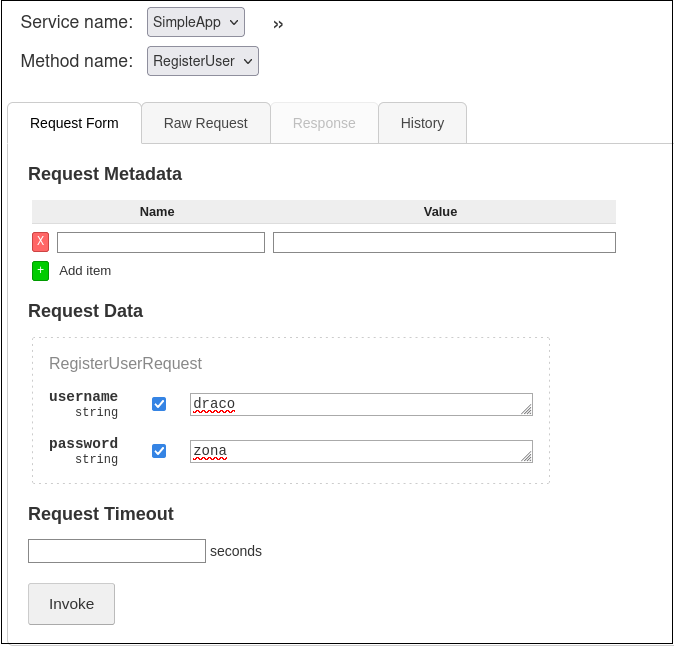 Service name: SimpleApp »
Method name: RegisterUser
Request Form Raw Request Response History
Request Metadata
Name Value
X
+ Add item
Request Data
RegisterUserRequest
username draco
string
password zona
string
Request Timeout
seconds
Invoke